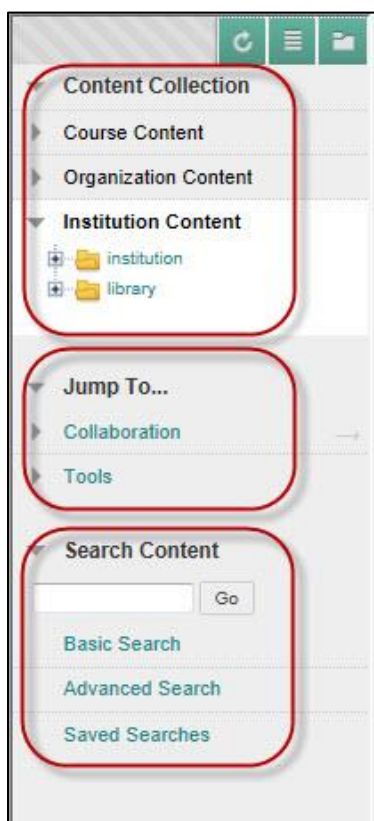 Content Collection
Course Content
Organization Content
Institution Content
institution
library
Jump To...
Collaboration
Tools
Search Content
Go
Basic Search
Advanced Search
Saved Searches